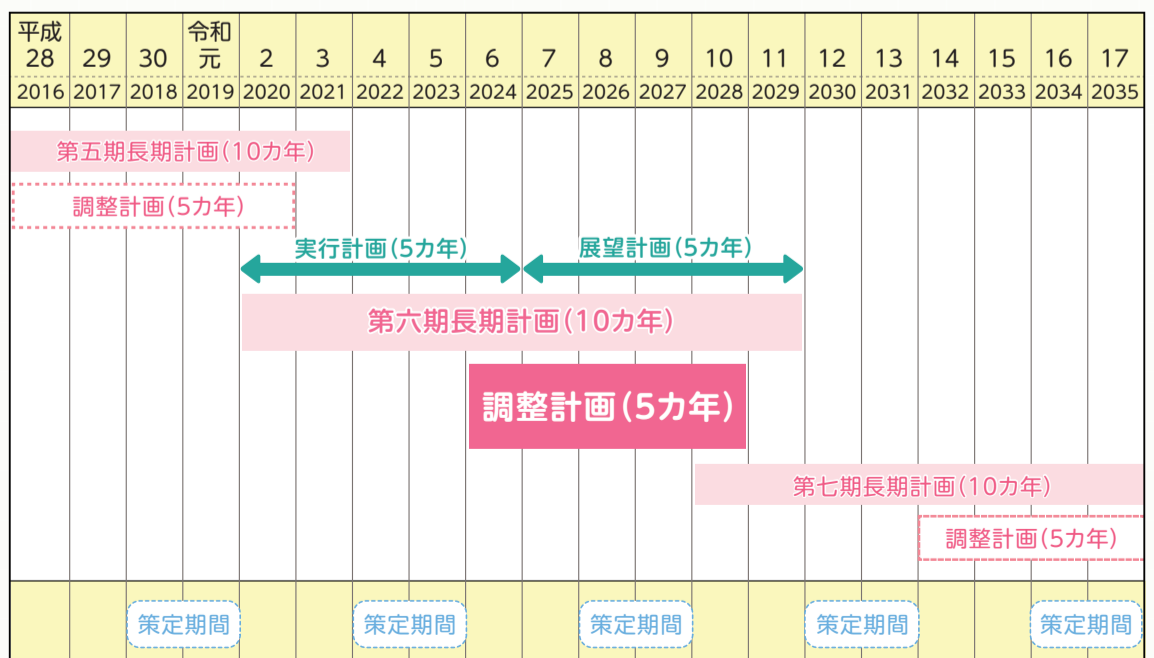 平成 令和
28 29 30 元 2 3 4 5 6 7 8 9 10 11 12 13 14 15 16 17
2016 2017 2018 2019 2020 2021 2022 2023 2024 2025 2026 2027 2028 2029 2030 2031 2032 2033 2034 2035
第五期長期計画(10カ年)
調整計画(5カ年)
実行計画(5カ年) 展望計画(5カ年)
第六期長期計画(10カ年)
調整計画(5カ年)
第七期長期計画(10カ年)
調整計画(5カ年)
策定期間 策定期間 策定期間 策定期間 策定期間